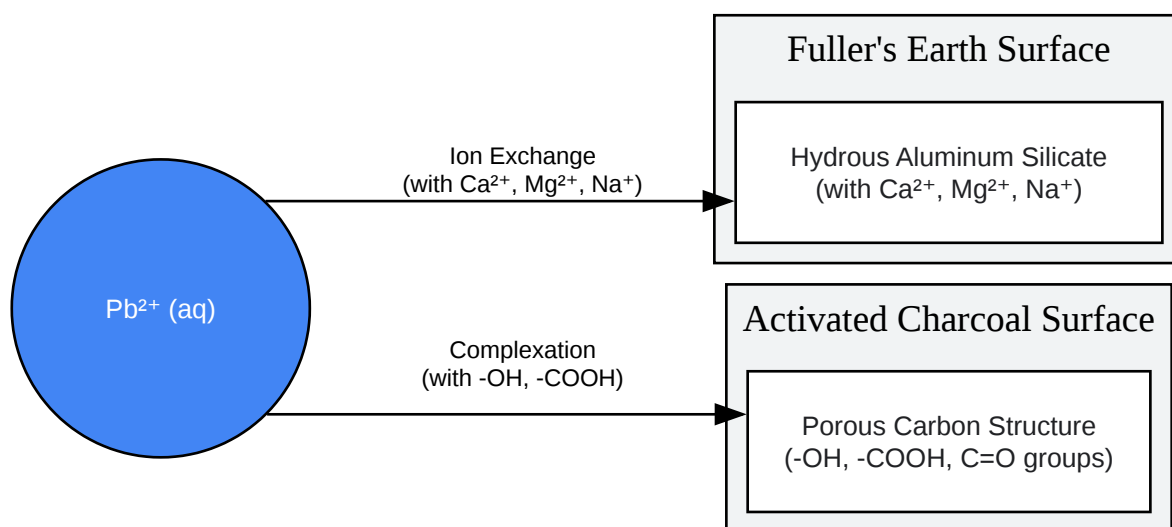 Fuller's Earth Surface
Ion Exchange
(with Ca²⁺, Mg²⁺, Na⁺)
Hydrous Aluminum Silicate
(with Ca²⁺, Mg²⁺, Na⁺)
Pb²⁺ (aq)
Activated Charcoal Surface
Complexation
(with -OH, -COOH)
Porous Carbon Structure
(-OH, -COOH, C=O groups)